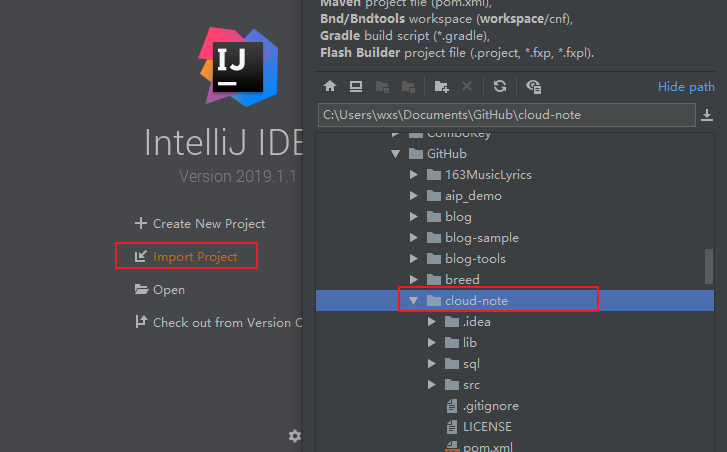 IJ
IntelliJ IDE
Version 2019.1.1
Create New Project
Import Project
Open
Check out from Version C
Maven project file (pom.xml),
Bnd/Bndtools workspace (workspace/cnf),
Gradle build script (*.gradle),
Flash Builder project file (.project, *.fxp, *.fxpl).
Hide path
C:\Users\wxs\Documents\GitHub\cloud-note
ComboKey
GitHub
163MusicLyrics
aip_demo
blog
blog-sample
blog-tools
breed
cloud-note
.idea
lib
sql
src
.gitignore
LICENSE
pom.xml